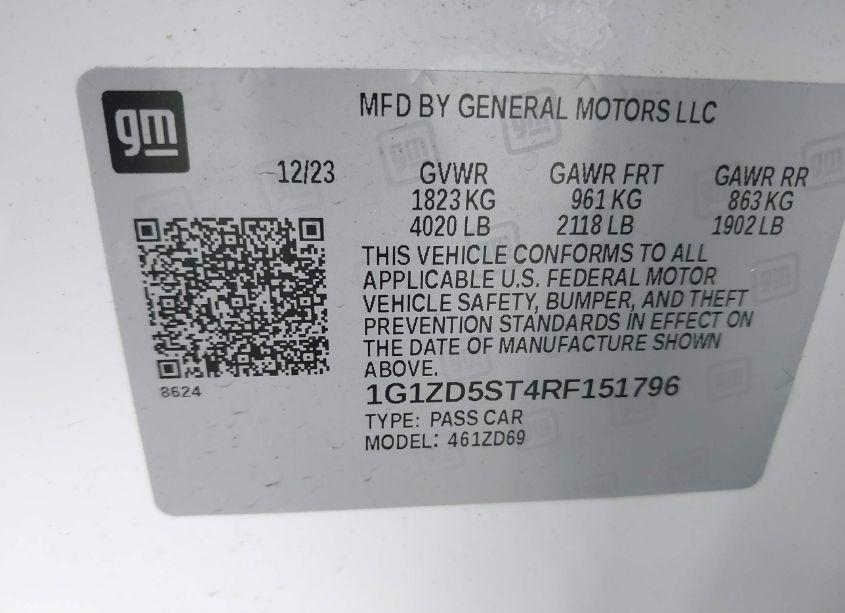 gm
MFD BY GENERAL MOTORS LLC
12/23 GVWR GAWR FRT GAWR RR
1823 KG 961 KG 863 KG
4020 LB 2118 LB 1902 LB
THIS VEHICLE CONFORMS TO ALL
APPLICABLE U.S. FEDERAL MOTOR
VEHICLE SAFETY, BUMPER, AND THEFT
PREVENTION STANDARDS IN EFFECT ON
THE DATE OF MANUFACTURE SHOWN
ABOVE.
8624
1G1ZD5ST4RF151796
TYPE: PASS CAR
MODEL: 461ZD69